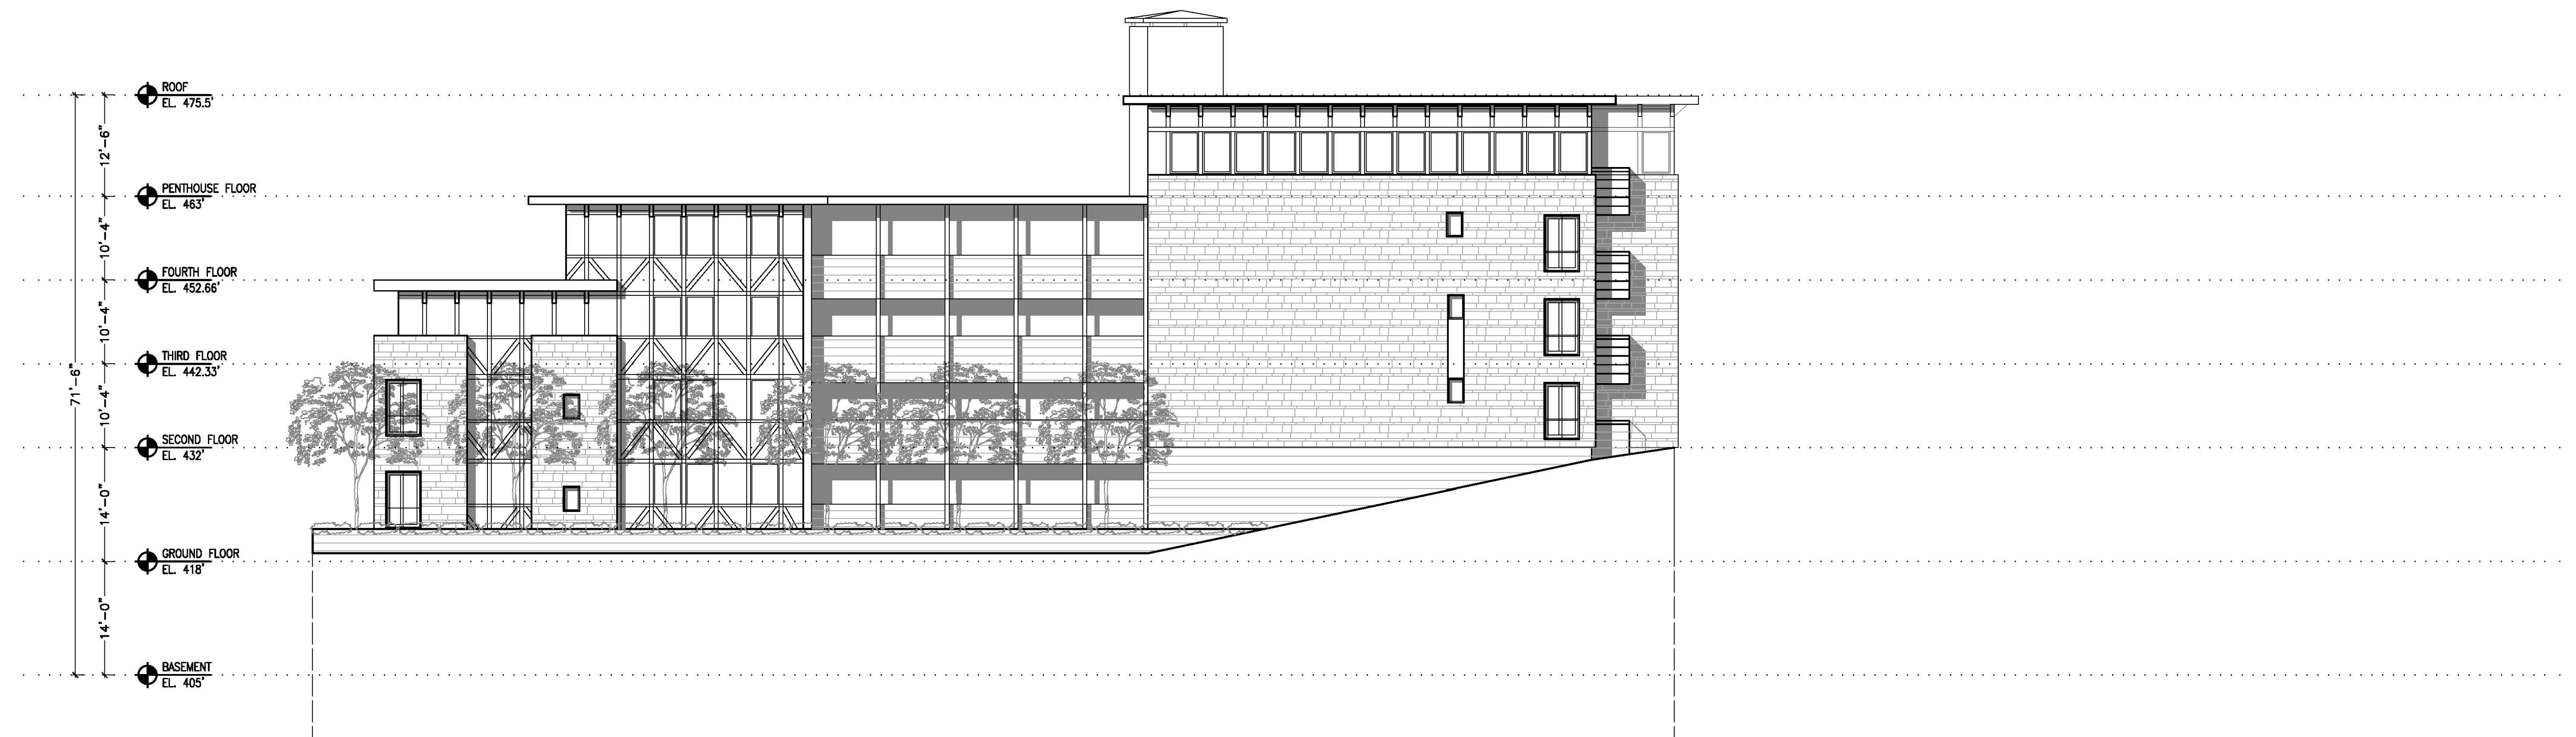 ROOF
EL. 475.5'
12'-6"
PENTHOUSE FLOOR
EL. 463'
10'-4"
FOURTH FLOOR
EL. 452.66'
10'-4"
THIRD FLOOR
EL. 442.33'
71'-6"
10'-4"
SECOND FLOOR
EL. 432'
14'-0"
GROUND FLOOR
EL. 418'
14'-0"
BASEMENT
EL. 405'